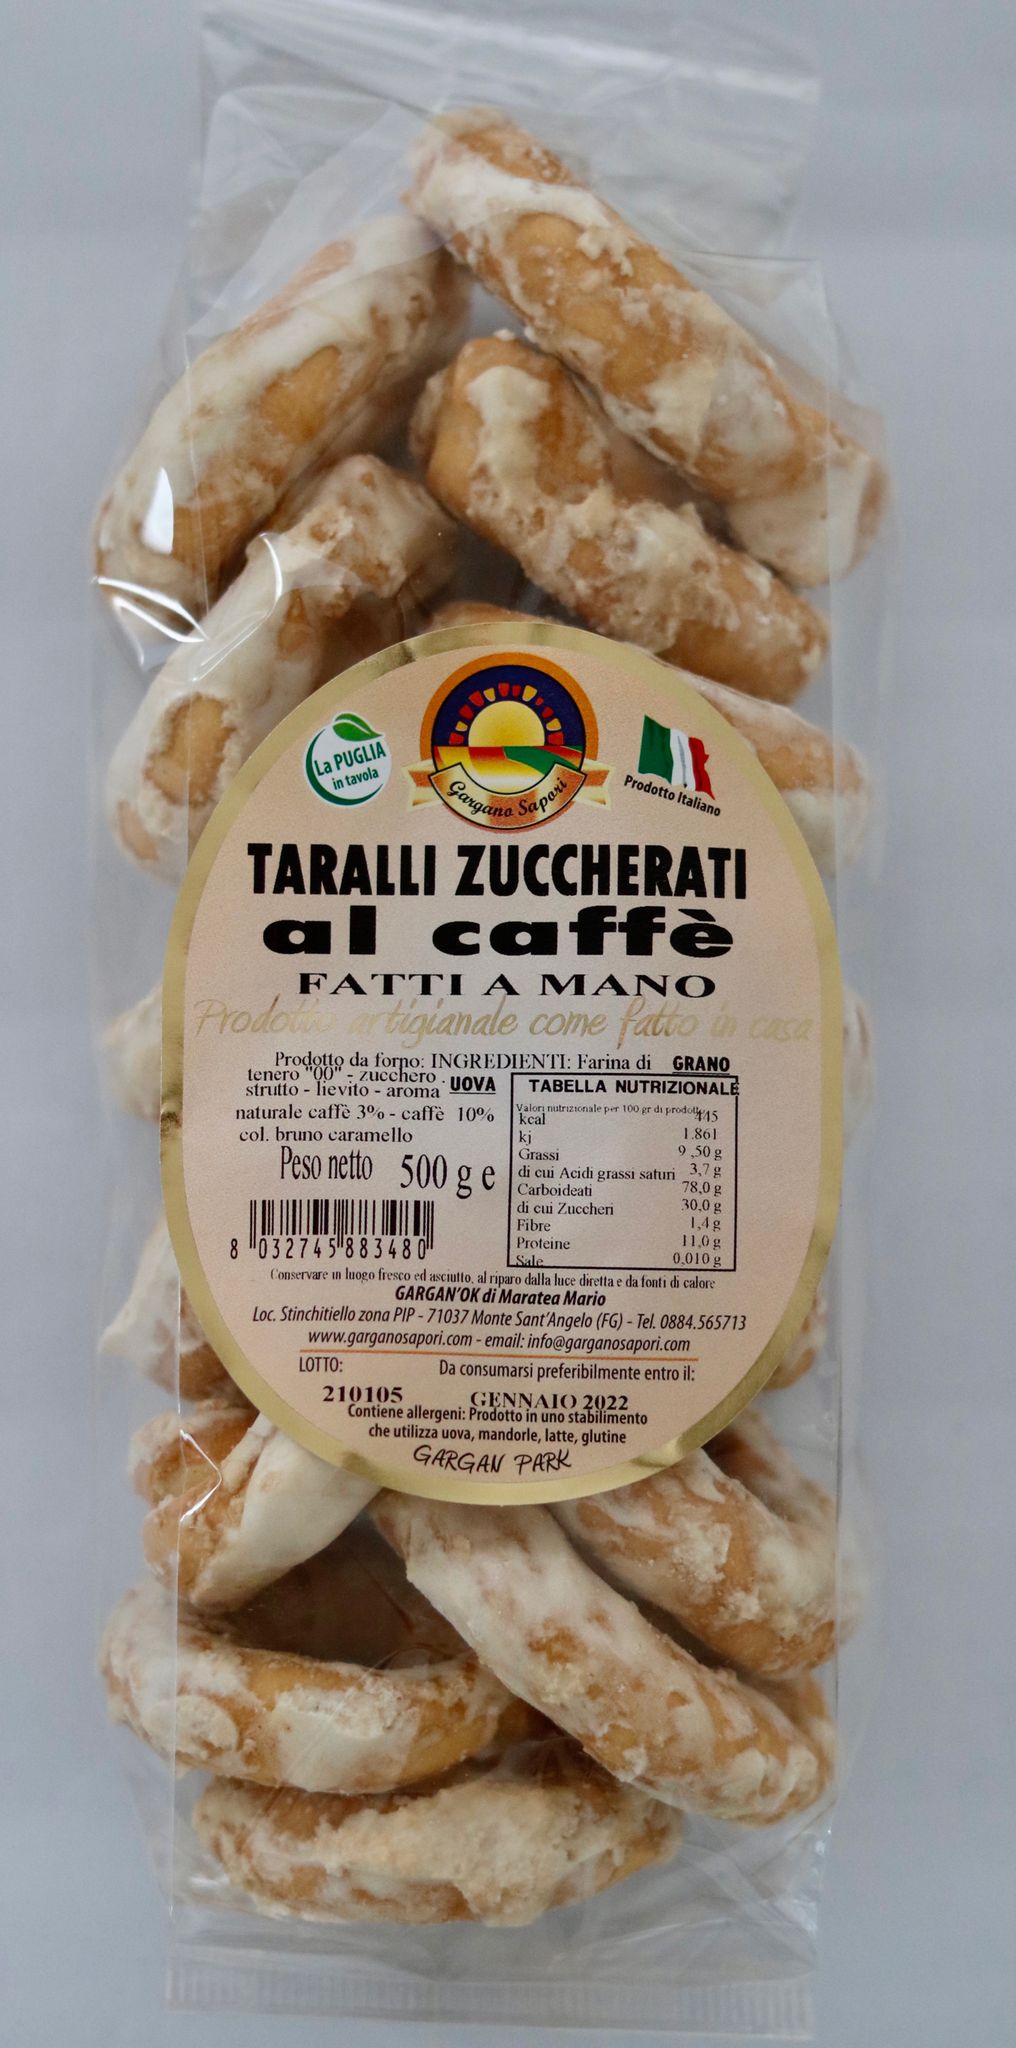 La PUGLIA
in tavola
Gargano Sapori
Prodotto Italiano
TARALLI ZUCCHERATI
al caffè
FATTI A MANO
Prodotto artigianale come fatto in casa
Prodotto da forno: INGREDIENTI: Farina di GRANO
tenero "00" - zucchero - UOVA
strutto - lievito - aroma
naturale caffè 3% - caffè 10%
col. bruno caramello
Peso netto 500 g e
8 032745 883480
TABELLA NUTRIZIONALE
Valori nutrizionale per 100 gr di prodotto
kcal 445
kj 1.861
Grassi 9,50 g
di cui Acidi grassi saturi 3,7 g
Carboideati 78,0 g
di cui Zuccheri 30,0 g
Fibre 1,4 g
Proteine 11,0 g
Sale 0,010 g
Conservare in luogo fresco ed asciutto, al riparo dalla luce diretta e da fonti di calore
GARGAN'OK di Maratea Mario
Loc. Stinchitiello zona PIP - 71037 Monte Sant'Angelo (FG) - Tel. 0884.565713
www.garganosapori.com - email: info@garganosapori.com
LOTTO: Da consumarsi preferibilmente entro il:
210105 GENNAIO 2022
Contiene allergeni: Prodotto in uno stabilimento
che utilizza uova, mandorle, latte, glutine
GARGAN PARK